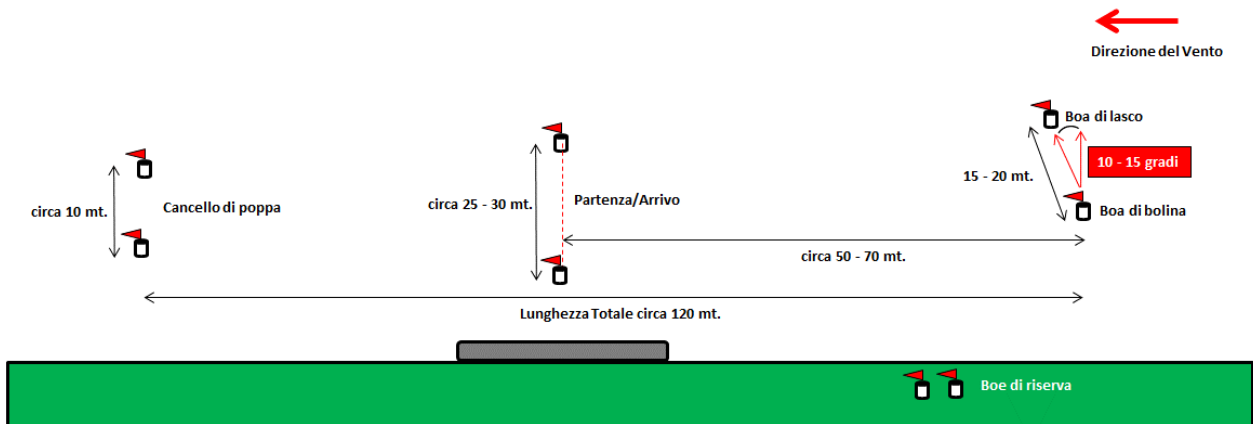 Direzione del Vento
Boa di lasco
10 - 15 gradi
15 - 20 mt.
Boa di bolina
circa 10 mt.
Cancello di poppa
circa 25 - 30 mt.
Partenza/Arrivo
circa 50 - 70 mt.
Lunghezza Totale circa 120 mt.
Boe di riserva